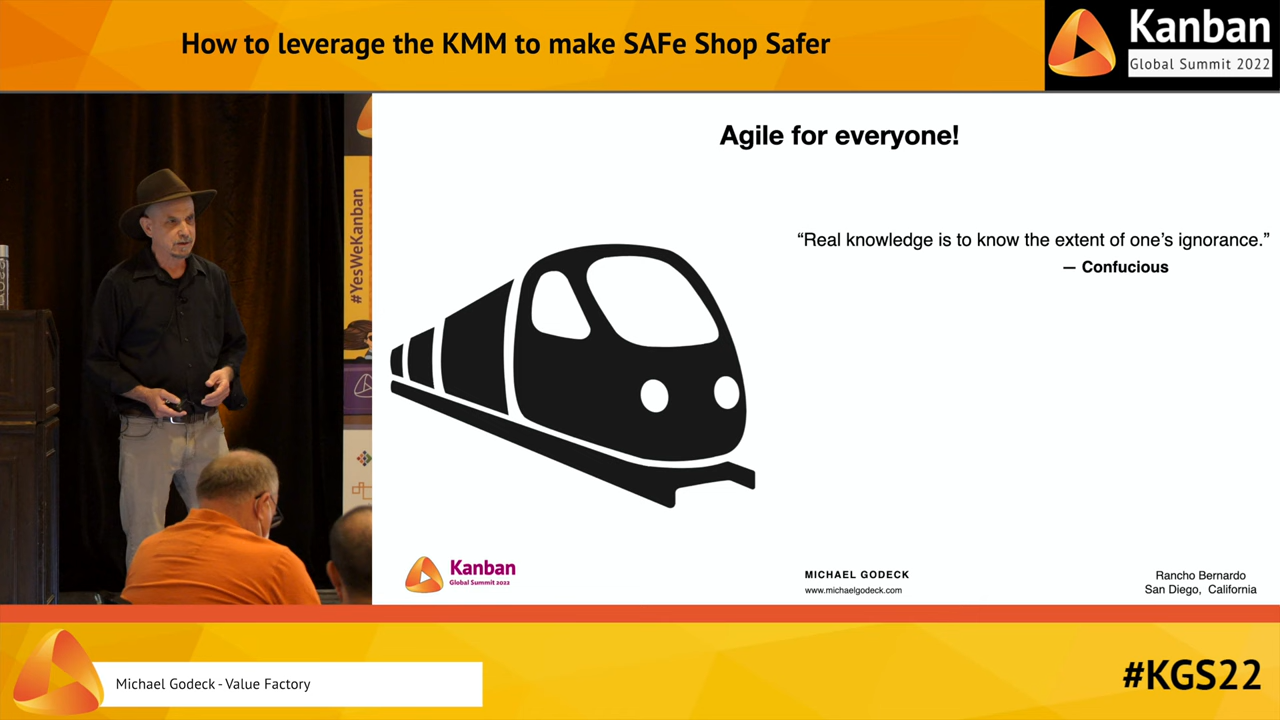 How to leverage the KMM to make SAFe Shop Safer
Kanban
Global Summit 2022
#YesWeKanban
Agile for everyone!
“Real knowledge is to know the extent of one’s ignorance.”
— Confucious
Kanban
Global Summit 2022
MICHAEL GODECK
www.michaelgodeck.com
Rancho Bernardo
San Diego, California
Michael Godeck - Value Factory
#KGS22